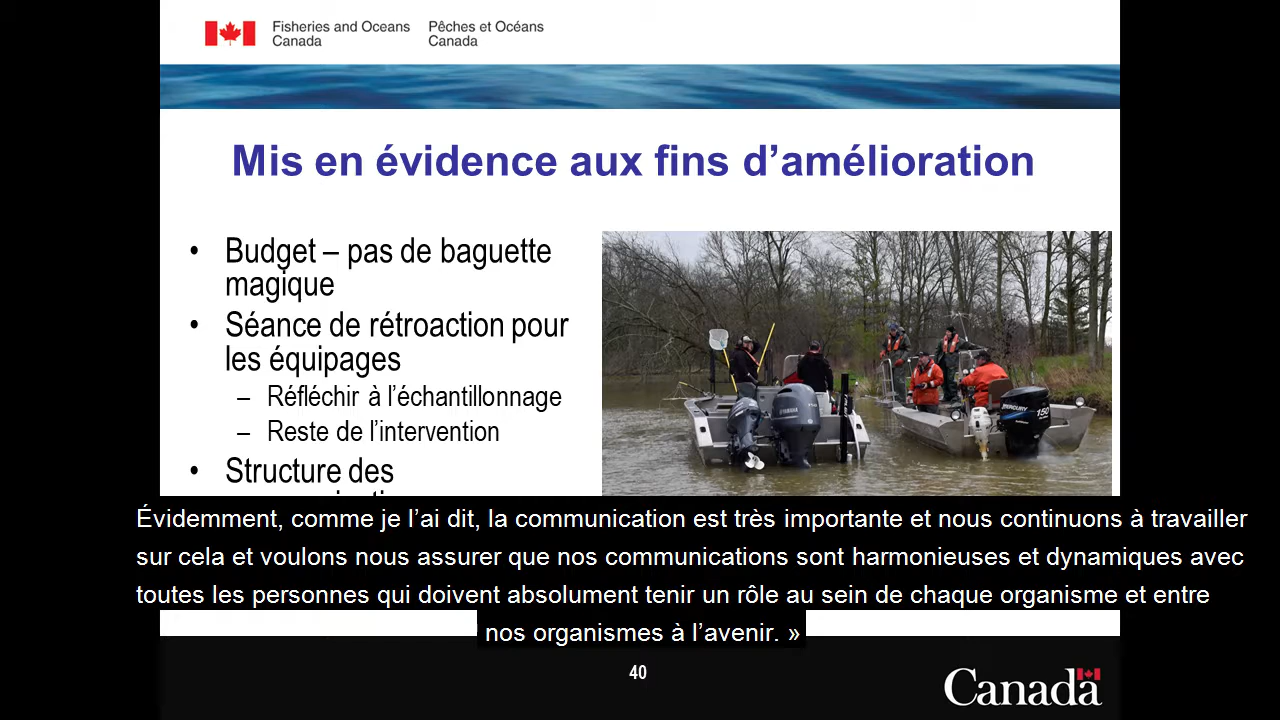 Fisheries and Oceans
Canada
Pêches et Océans
Canada
Mis en évidence aux fins d’amélioration
• Budget – pas de baguette
magique
• Séance de rétroaction pour
les équipages
– Réfléchir à l’échantillonnage
– Reste de l’intervention
• Structure des
YAMAHA
MERCURY
150
Évidemment, comme je l’ai dit, la communication est très importante et nous continuons à travailler
sur cela et voulons nous assurer que nos communications sont harmonieuses et dynamiques avec
toutes les personnes qui doivent absolument tenir un rôle au sein de chaque organisme et entre
nos organismes à l’avenir. »
40
Canada